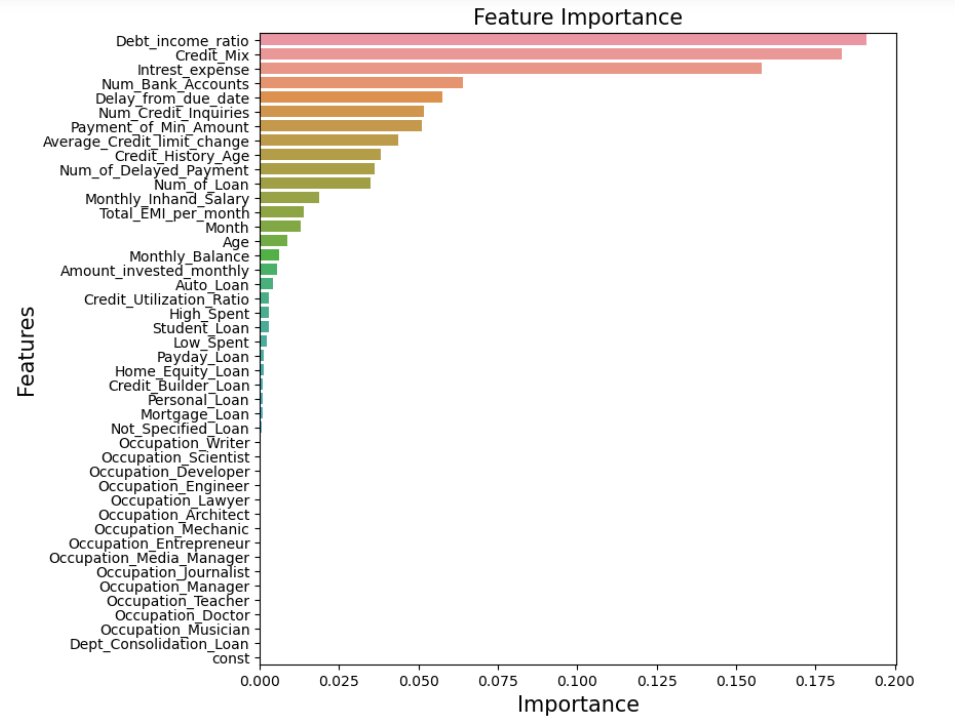 Feature Importance
Debt_income_ratio
Credit_Mix
Intrest_expense
Num_Bank_Accounts
Delay_from_due_date
Num_Credit_Inquiries
Payment_of_Min_Amount
Average_Credit_limit_change
Credit_History_Age
Num_of_Delayed_Payment
Num_of_Loan
Monthly_Inhand_Salary
Total_EMI_per_month
Month
Age
Monthly_Balance
Amount_invested_monthly
Auto_Loan
Credit_Utilization_Ratio
High_Spent
Student_Loan
Low_Spent
Payday_Loan
Home_Equity_Loan
Credit_Builder_Loan
Personal_Loan
Mortgage_Loan
Not_Specified_Loan
Occupation_Writer
Occupation_Scientist
Occupation_Developer
Occupation_Engineer
Occupation_Lawyer
Occupation_Architect
Occupation_Mechanic
Occupation_Entrepreneur
Occupation_Media_Manager
Occupation_Journalist
Occupation_Manager
Occupation_Teacher
Occupation_Doctor
Occupation_Musician
Dept_Consolidation_Loan
const
Features
0.000 0.025 0.050 0.075 0.100 0.125 0.150 0.175 0.200
Importance